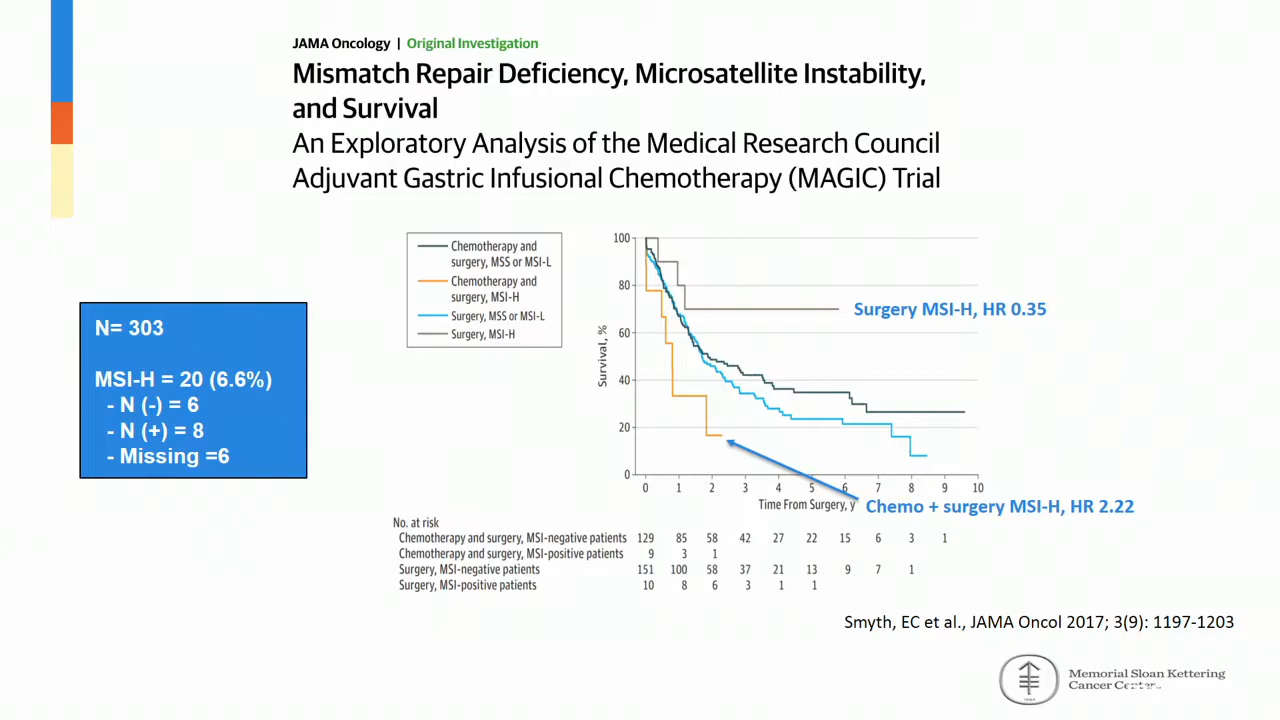 JAMA Oncology | Original Investigation
Mismatch Repair Deficiency, Microsatellite Instability,
and Survival
An Exploratory Analysis of the Medical Research Council
Adjuvant Gastric Infusional Chemotherapy (MAGIC) Trial
N= 303
MSI-H = 20 (6.6%)
- N (-) = 6
- N (+) = 8
- Missing =6
Chemotherapy and
surgery, MSS or MSI-L
Chemotherapy and
surgery, MSI-H
Surgery, MSS or MSI-L
Surgery, MSI-H
Survival, %
100
80
60
40
20
0
0 1 2 3 4 5 6 7 8 9 10
Time From Surgery, y
Surgery MSI-H, HR 0.35
Chemo + surgery MSI-H, HR 2.22
No. at risk
Chemotherapy and surgery, MSI-negative patients 129 85 58 42 27 22 15 6 3 1
Chemotherapy and surgery, MSI-positive patients 9 3 1
Surgery, MSI-negative patients 151 100 58 37 21 13 9 7 1
Surgery, MSI-positive patients 10 8 6 3 1 1
Smyth, EC et al., JAMA Oncol 2017; 3(9): 1197-1203
Memorial Sloan Kettering
Cancer Center